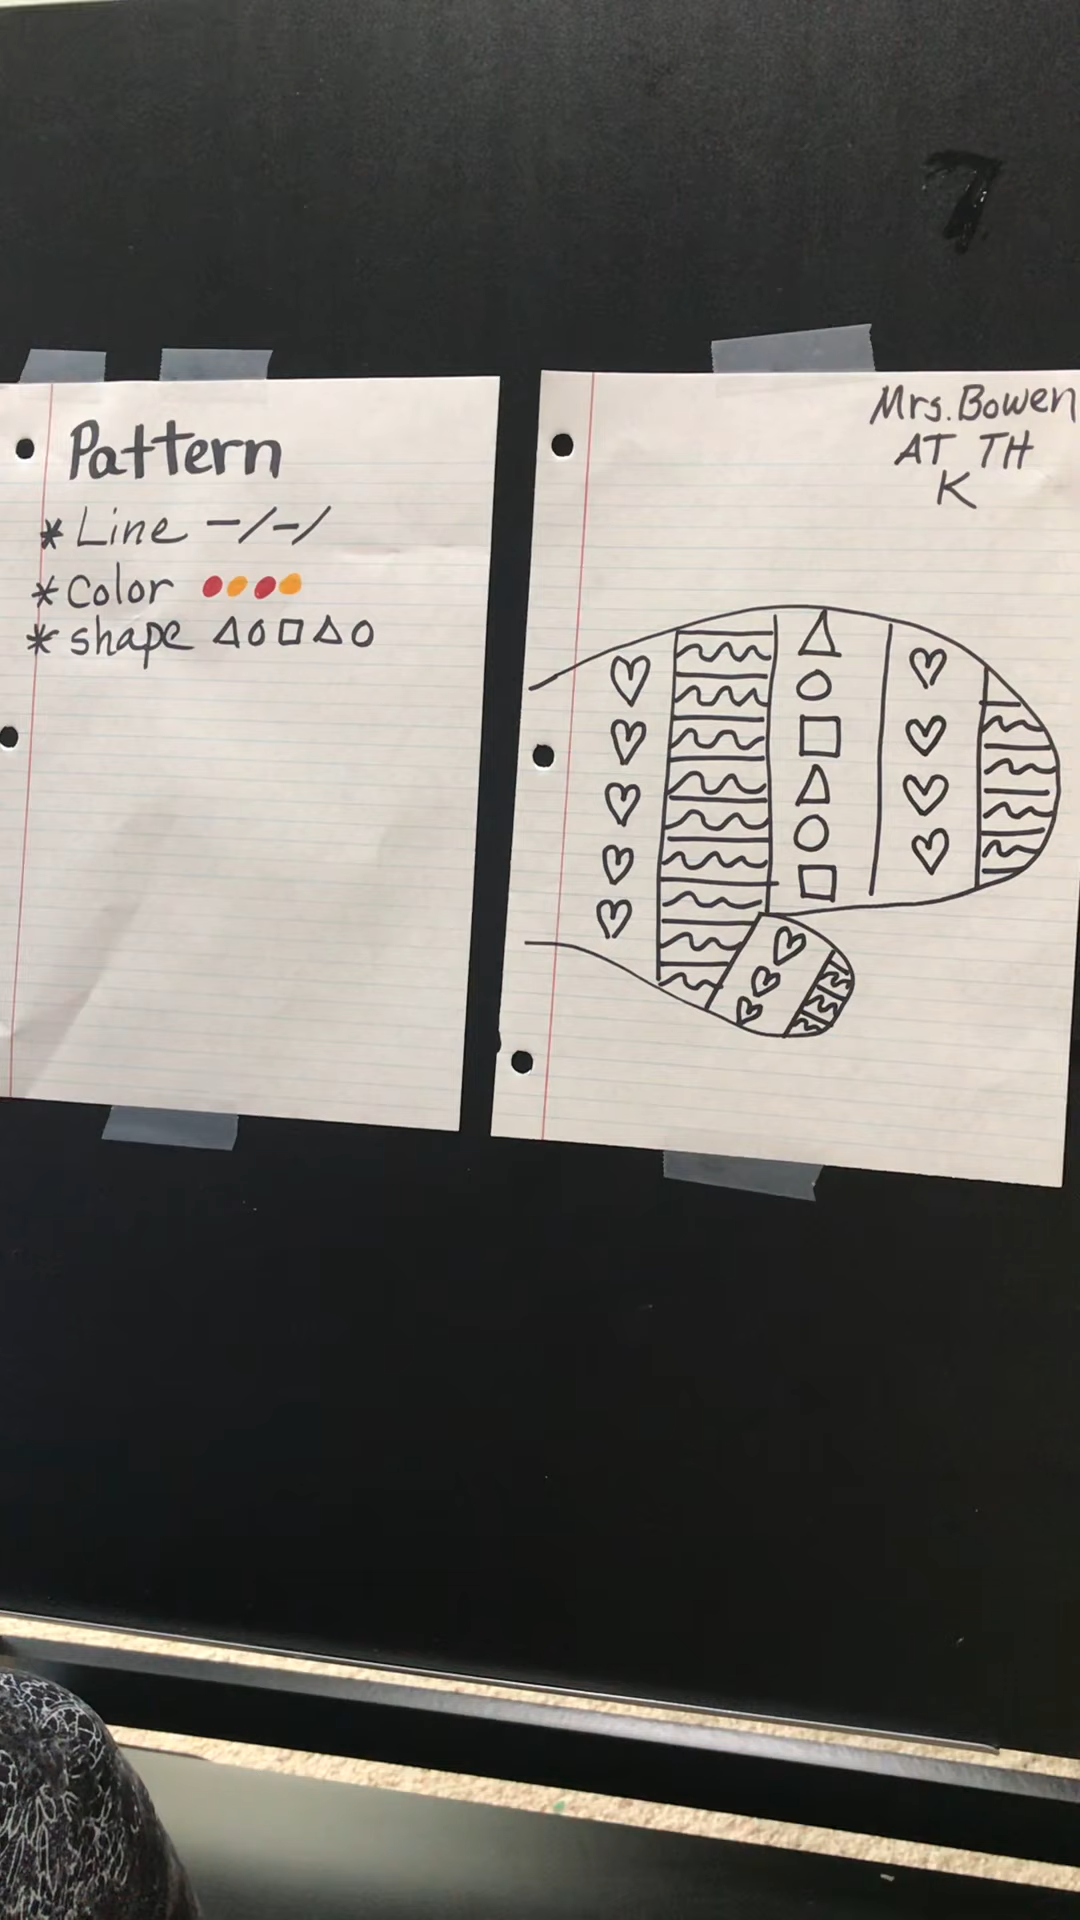 Pattern
* Line
* Color
* shape
Mrs. Bowen
AT TH
K